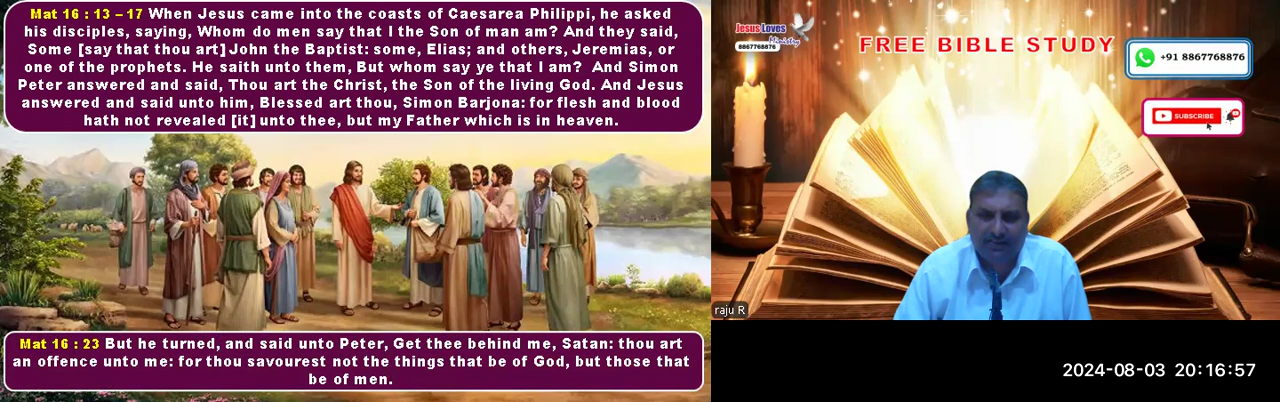 Mat 16 : 13 – 17 When Jesus came into the coasts of Caesarea Philippi, he asked
his disciples, saying, Whom do men say that I the Son of man am? And they said,
Some [say that thou art] John the Baptist: some, Elias; and others, Jeremias, or
one of the prophets. He saith unto them, But whom say ye that I am? And Simon
Peter answered and said, Thou art the Christ, the Son of the living God. And Jesus
answered and said unto him, Blessed art thou, Simon Barjona: for flesh and blood
hath not revealed [it] unto thee, but my Father which is in heaven.
Mat 16 : 23 But he turned, and said unto Peter, Get thee behind me, Satan: thou art
an offence unto me: for thou savourest not the things that be of God, but those that
be of men.
Jesus Loves
Ministry
8867768876
FREE BIBLE STUDY
+91 8867768876
SUBSCRIBE
raju R
2024-08-03 20:16:57